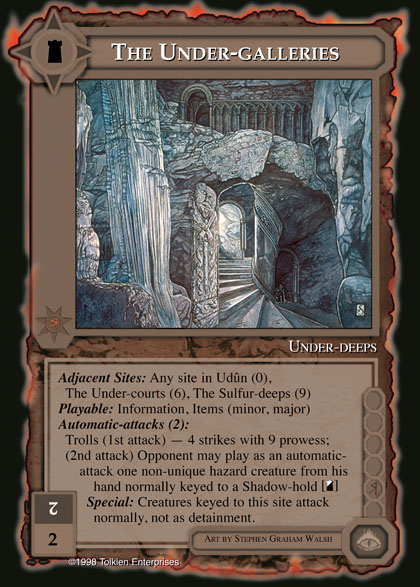 The Under-galleries
Under-deeps
Adjacent Sites: Any site in Udûn (0),
The Under-courts (6), The Sulfur-deeps (9)
Playable: Information, Items (minor, major)
Automatic-attacks (2):
Trolls (1st attack) — 4 strikes with 9 prowess;
(2nd attack) Opponent may play as an automatic-
attack one non-unique hazard creature from his
hand normally keyed to a Shadow-hold []
Special: Creatures keyed to this site attack
normally, not as detainment.
2
2
Art by Stephen Graham Walsh
©1998 Tolkien Enterprises